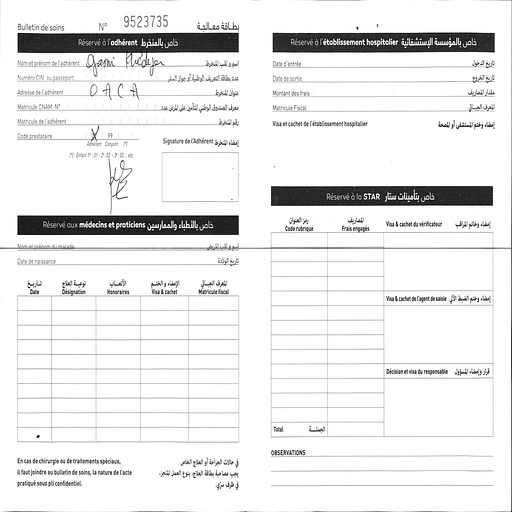 Bulletin de soins N° 9523735 بطاقة معالجة
Réservé à l'adhérent خاص بالمنخرط
Nom et prénom de l'adhérent اسم و لقب المنخرط
Numéro CIN ou passeport عدد بطاقة التعريف الوطنية أو جواز السفر
Adresse de l'adhérent OACA عنوان المنخرط
Matricule CNAM N° معرف الصندوق الوطني للتأمين على المرض عدد
Matricule de l'adhérent رقم المنخرط
Code prestataire X 99 Signature de l'Adhérent إمضاء المنخرط
Adhérent Conjoint (*)
(*) : Enfant 1er : 01 - 2e : 02 - 3e : 03 ... etc
Réservé aux médecins et praticiens خاص بالأطباء والممارسين
Nom et prénom du malade اسم و لقب المريض
Date de naissance تاريخ الولادة
تاريخ نوعية العلاج الأتعاب الإمضاء و الختم المعرف الجبائي
Date Désignation Honoraires Visa & cachet Matricule fiscal
En cas de chirurgie ou de traitements spéciaux,
il faut joindre au bulletin de soins, la nature de l'acte
pratiqué sous pli confidentiel.
في حالات الجراحة أو العلاج الخاص
يجب مصاحبة بطاقة العلاج، بنوع العمل المنجز،
في ظرف سري.
Réservé à l'établissement hospitalier خاص بالمؤسسة الإستشفائية
Date d'entrée تاريخ الدخول
Date de sortie تاريخ الخروج
Montant des frais مقدار المصاريف
Matricule Fiscal المعرف الجبائي
Visa et cachet de l'établissement hospitalier إمضاء وختم المستشفى أو المصحة
Réservé à la STAR خاص بتأمينات ستار
رمز العنوان المصاريف
Code rubrique Frais engagés
Visa & cachet du vérificateur إمضاء وخاتم المراقب
Visa & cachet de l'agent de saisie إمضاء وختم الضبط الآلي
Décision et visa du responsable قرار وإمضاء المسؤول
Total الجملة
OBSERVATIONS